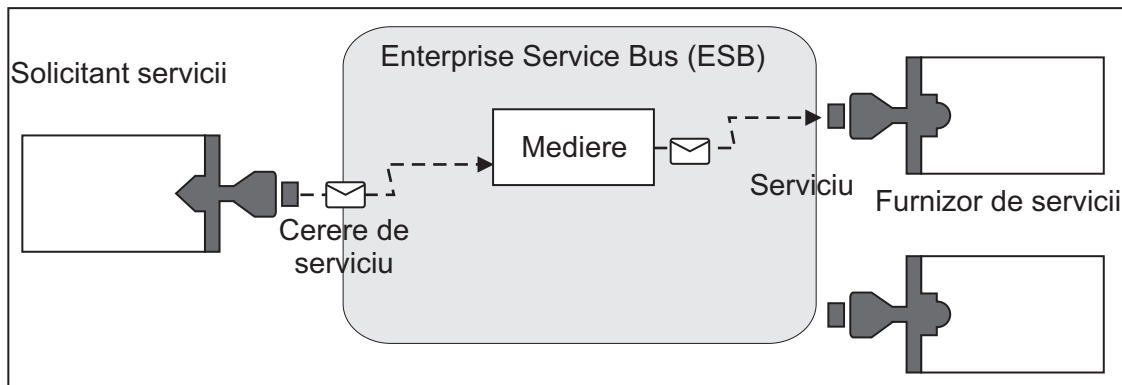 Enterprise Service Bus (ESB)
Solicitant servicii
Mediere
Serviciu
Furnizor de servicii
Cerere de
serviciu